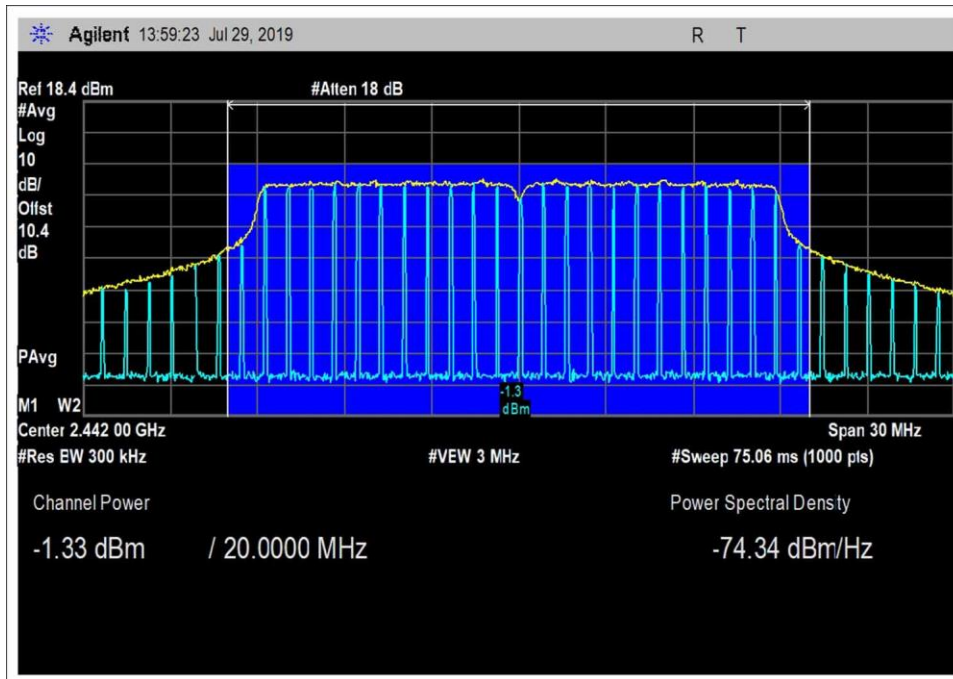 Agilent 13:59:23 Jul 29, 2019 R T
Ref 18.4 dBm #Atten 18 dB
#Avg
Log
10
dB/
Offst
10.4
dB
PAvg
-1.3
dBm
M1 W2
Center 2.442 00 GHz Span 30 MHz
#Res BW 300 kHz #VBW 3 MHz #Sweep 75.06 ms (1000 pts)
Channel Power Power Spectral Density
-1.33 dBm / 20.0000 MHz -74.34 dBm/Hz